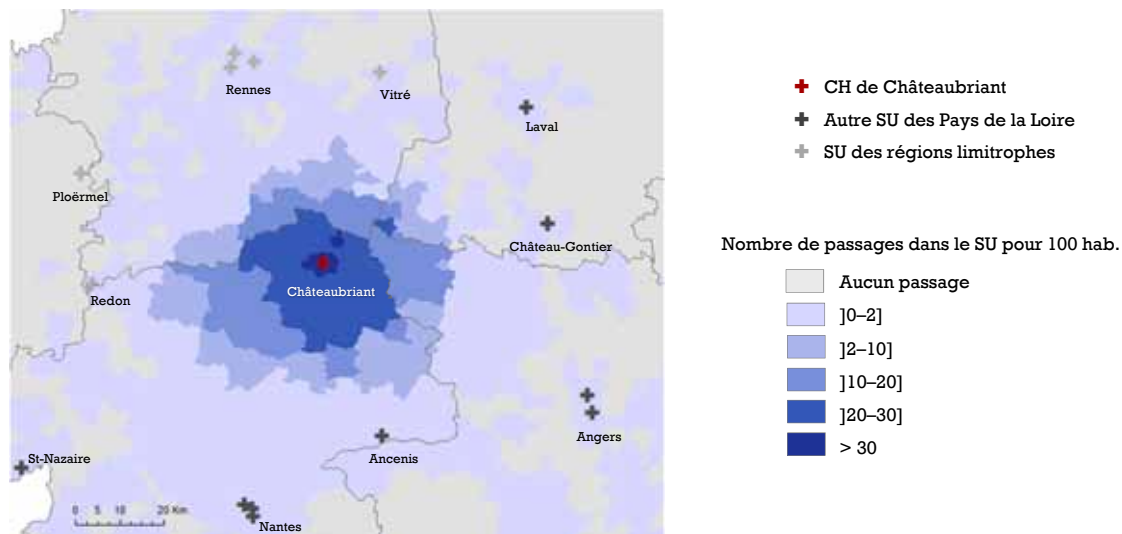 Rennes
Vitré
Laval
Ploërmel
Château-Gontier
Redon
Châteaubriant
Angers
St-Nazaire
Ancenis
Nantes
0 5 10 20 Km
CH de Châteaubriant
Autre SU des Pays de la Loire
SU des régions limitrophes
Nombre de passages dans le SU pour 100 hab.
Aucun passage
]0–2]
]2–10]
]10–20]
]20–30]
> 30